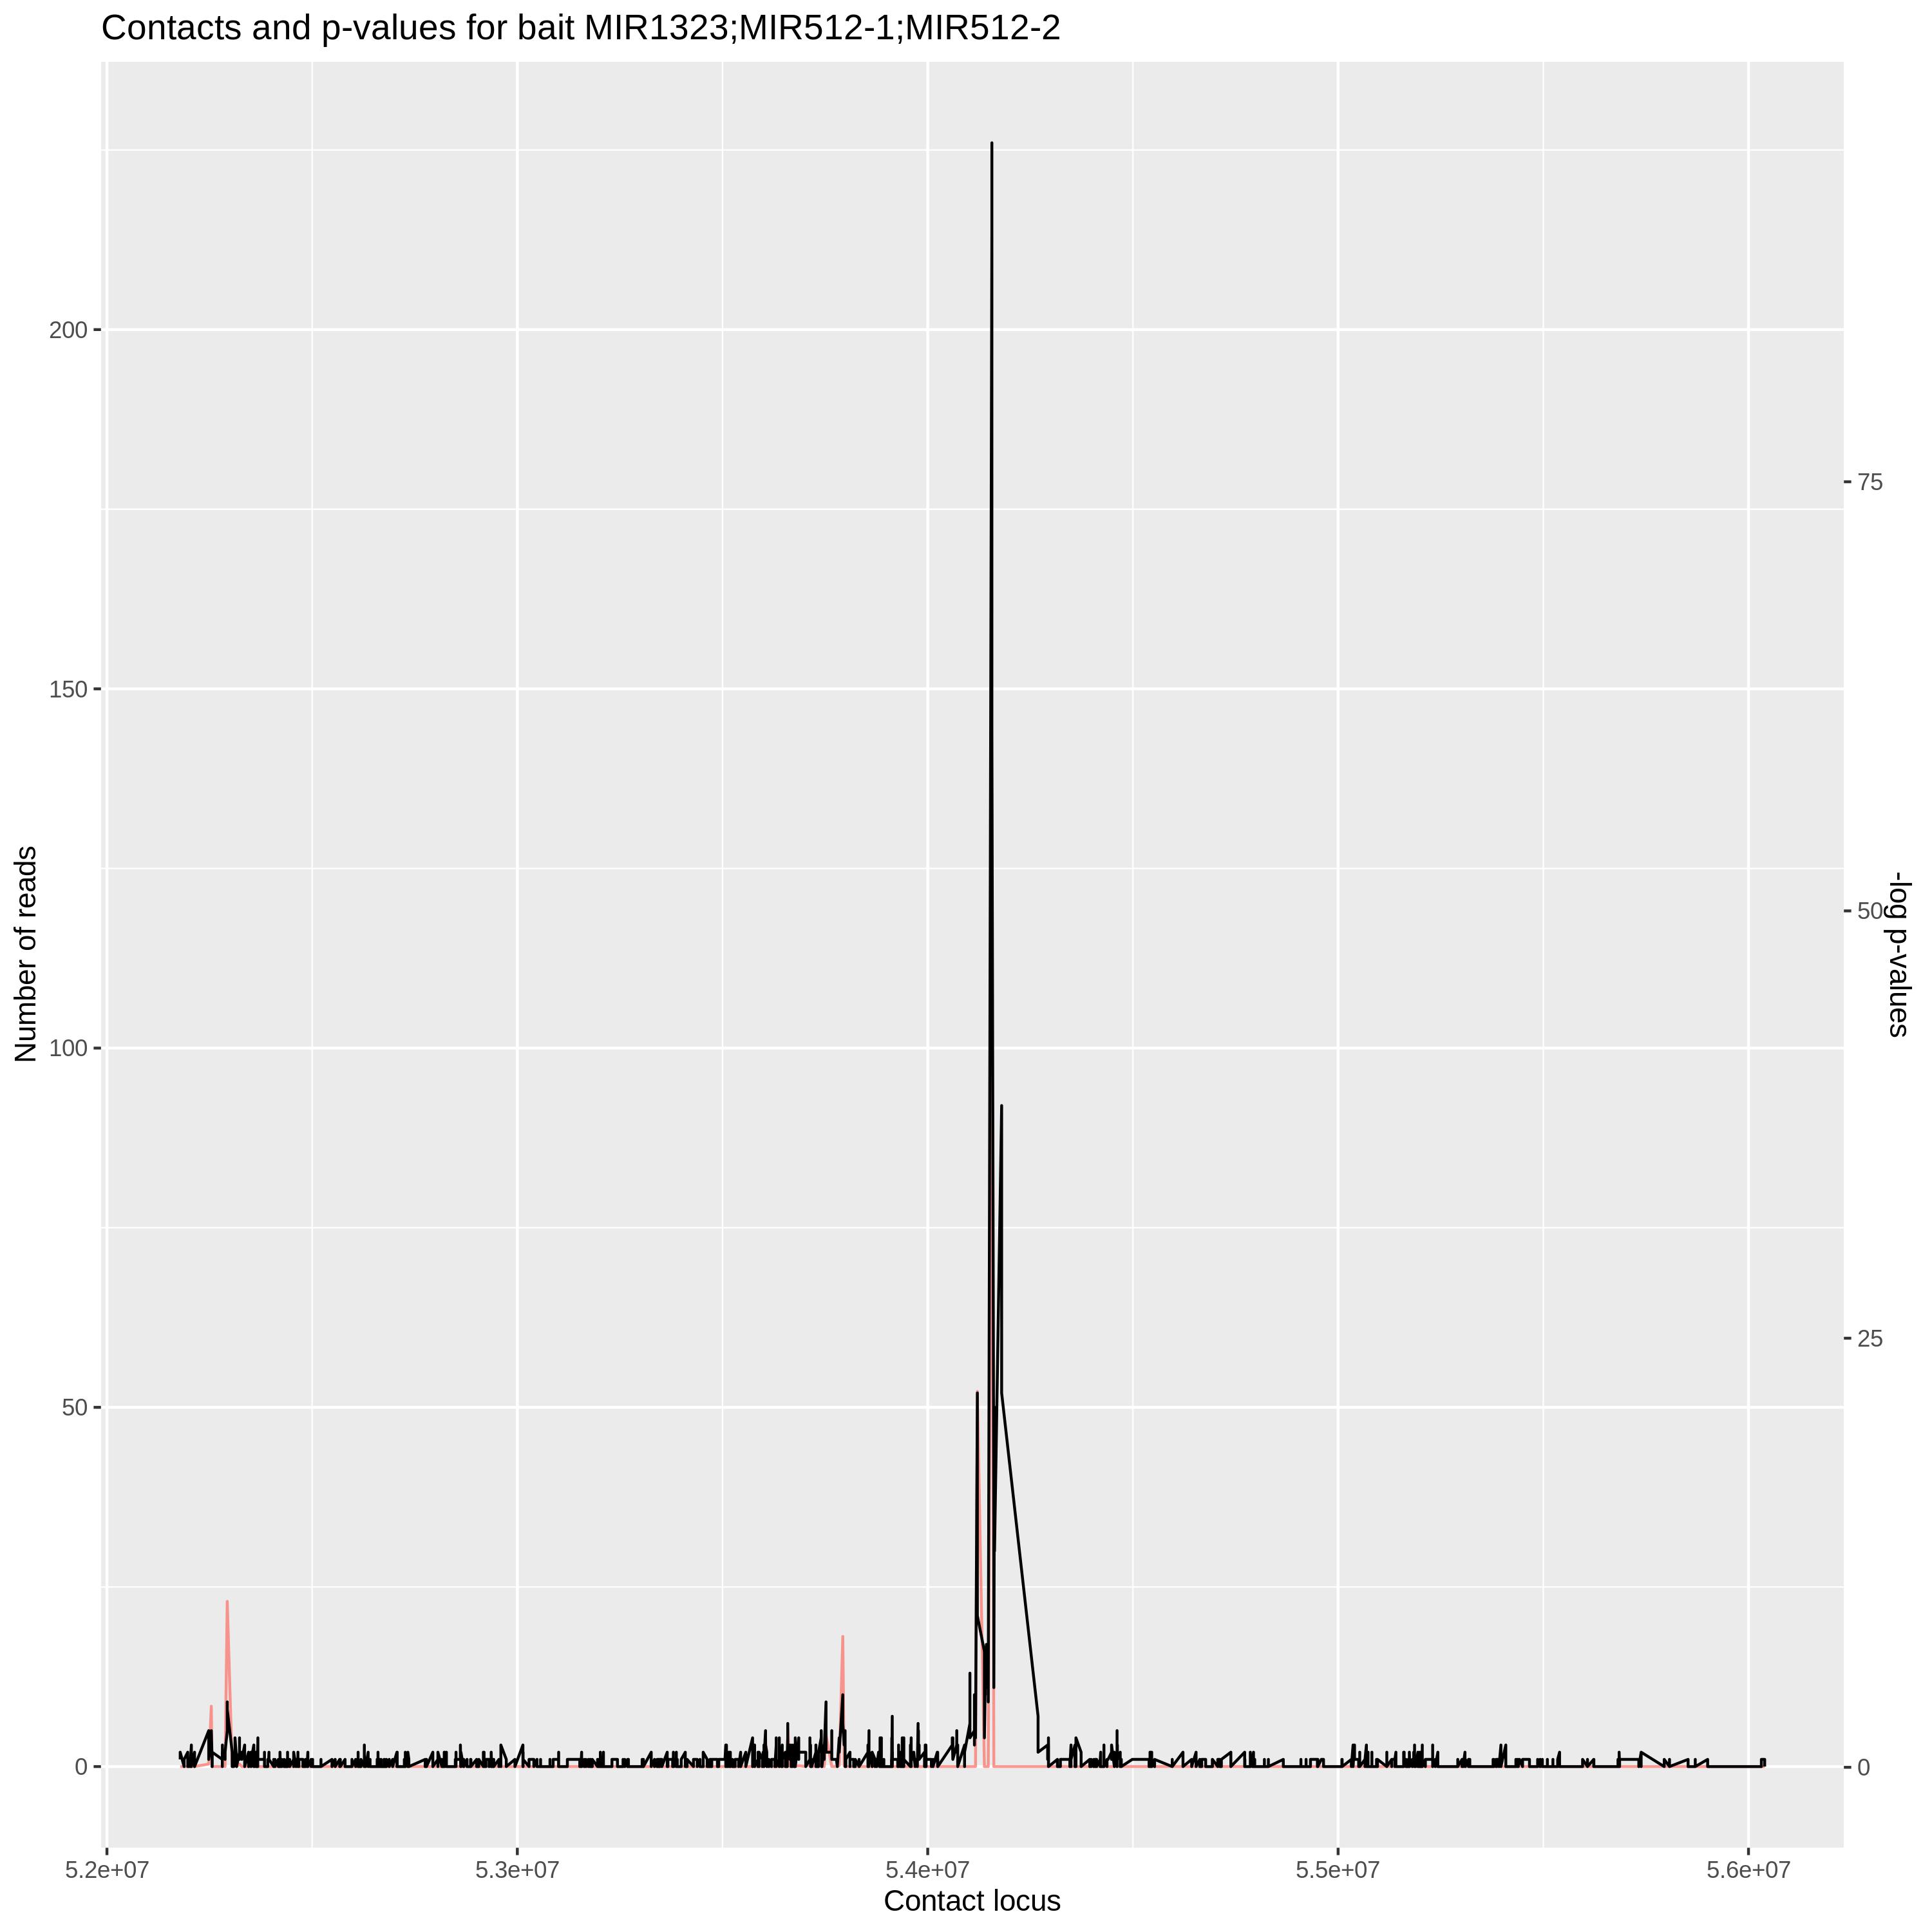 Contacts and p-values for bait MIR1323;MIR512-1;MIR512-2
200
150
100
50
0
Number of reads
75
50
25
0
-log p-values
5.2e+07
5.3e+07
5.4e+07
5.5e+07
5.6e+07
Contact locus